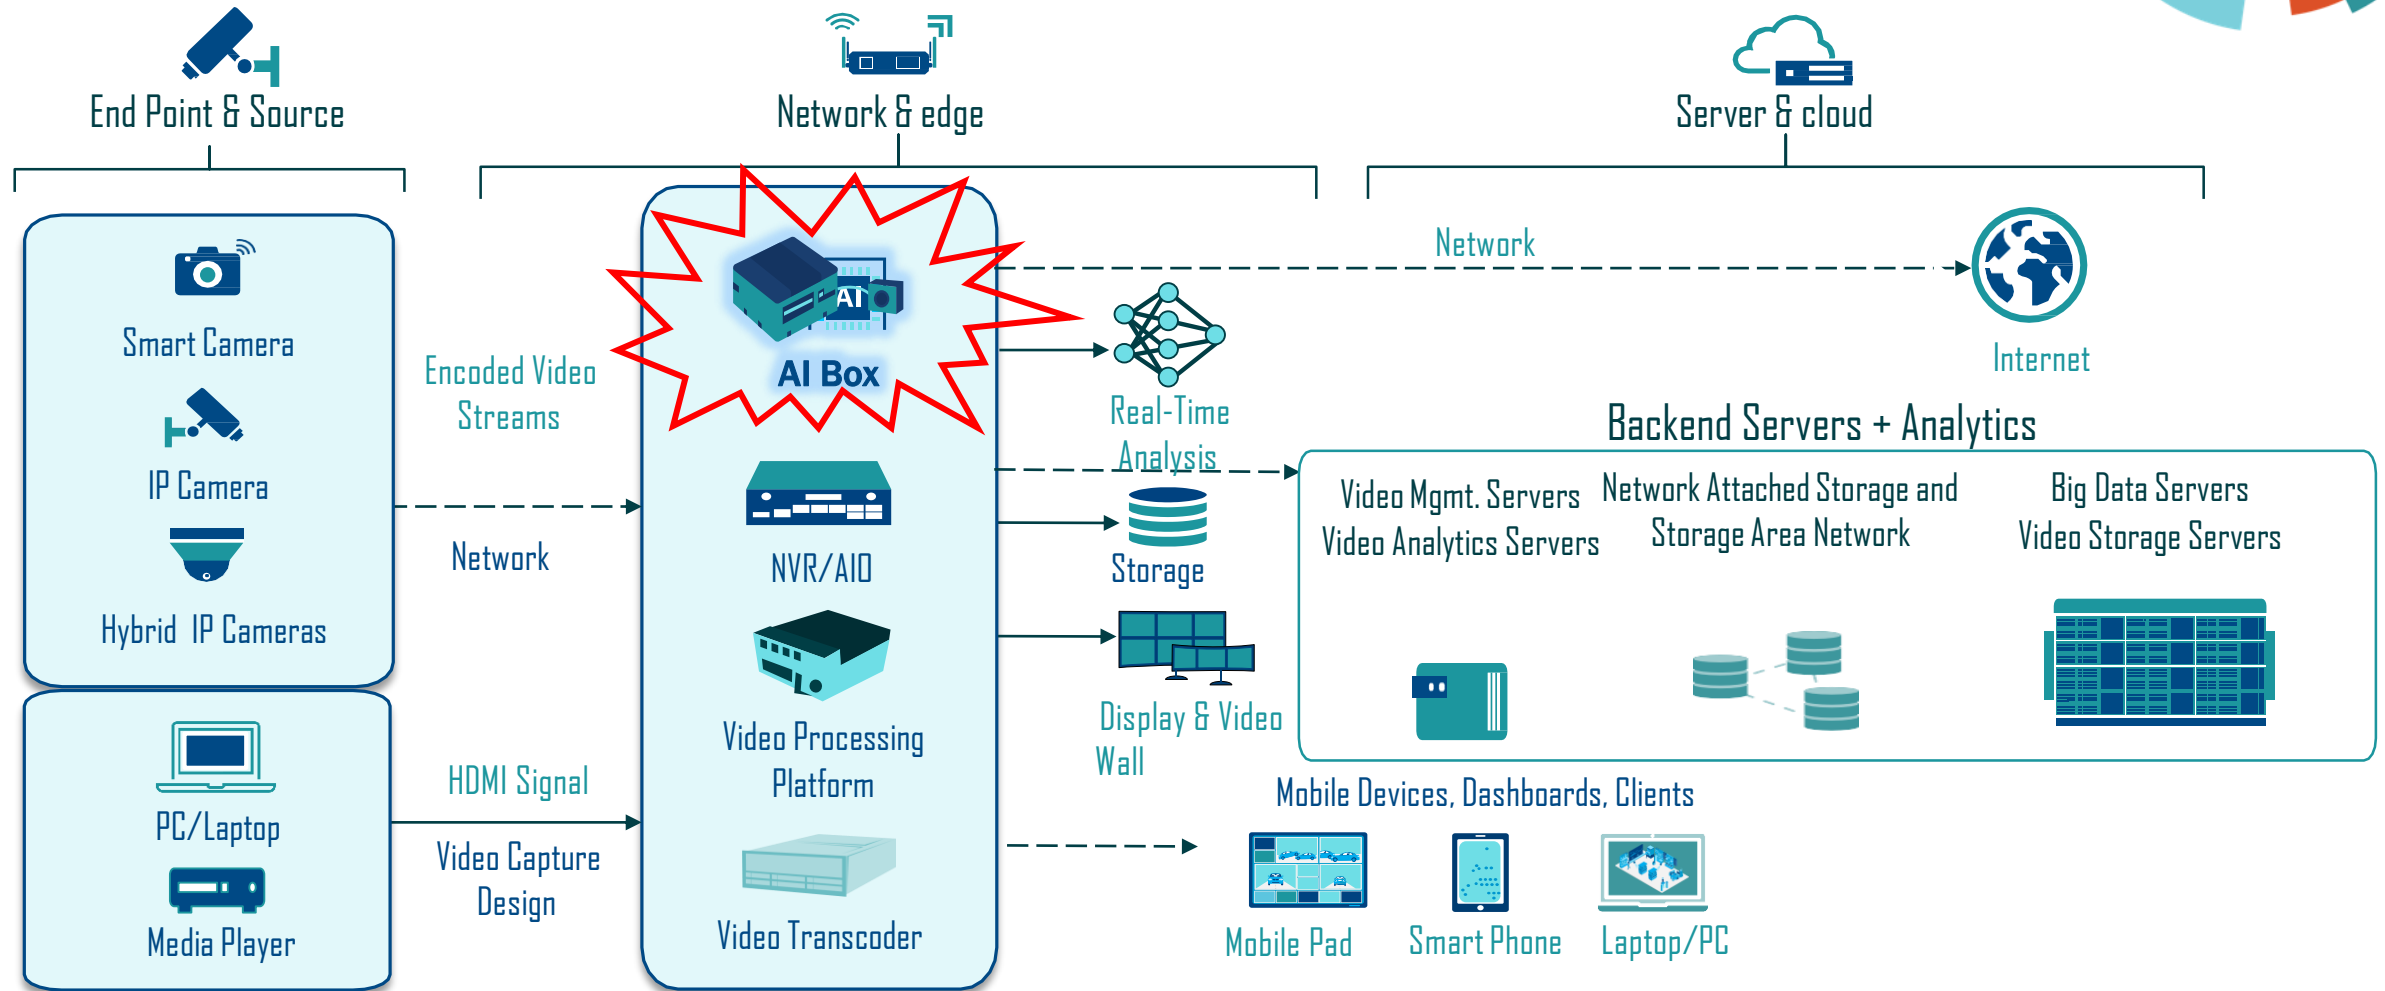 End Point & Source
Network & edge
Server & cloud
Smart Camera
IP Camera
Hybrid IP Cameras
PC/Laptop
Media Player
Encoded Video
Streams
Network
HDMI Signal
Video Capture
Design
AI
AI Box
NVR/AIO
Video Processing
Platform
Video Transcoder
Network
Internet
Real-Time
Analysis
Storage
Display & Video
Wall
Backend Servers + Analytics
Video Mgmt. Servers
Video Analytics Servers
Network Attached Storage and
Storage Area Network
Big Data Servers
Video Storage Servers
Mobile Devices, Dashboards, Clients
Mobile Pad
Smart Phone
Laptop/PC